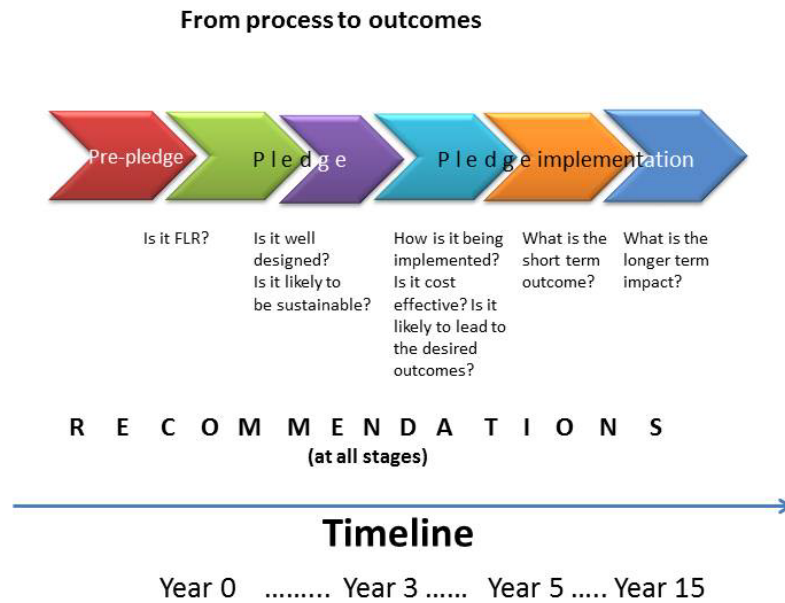 From process to outcomes
Pre-pledge
P l e d g e
P l e d g e implementation
Is it FLR?
Is it well
designed?
Is it likely to
be sustainable?
How is it being
implemented?
Is it cost
effective? Is it
likely to lead to
the desired
outcomes?
What is the
short term
outcome?
What is the
longer term
impact?
R E C O M M E N D A T I O N S
(at all stages)
Timeline
Year 0 ......... Year 3 ...... Year 5 ..... Year 15